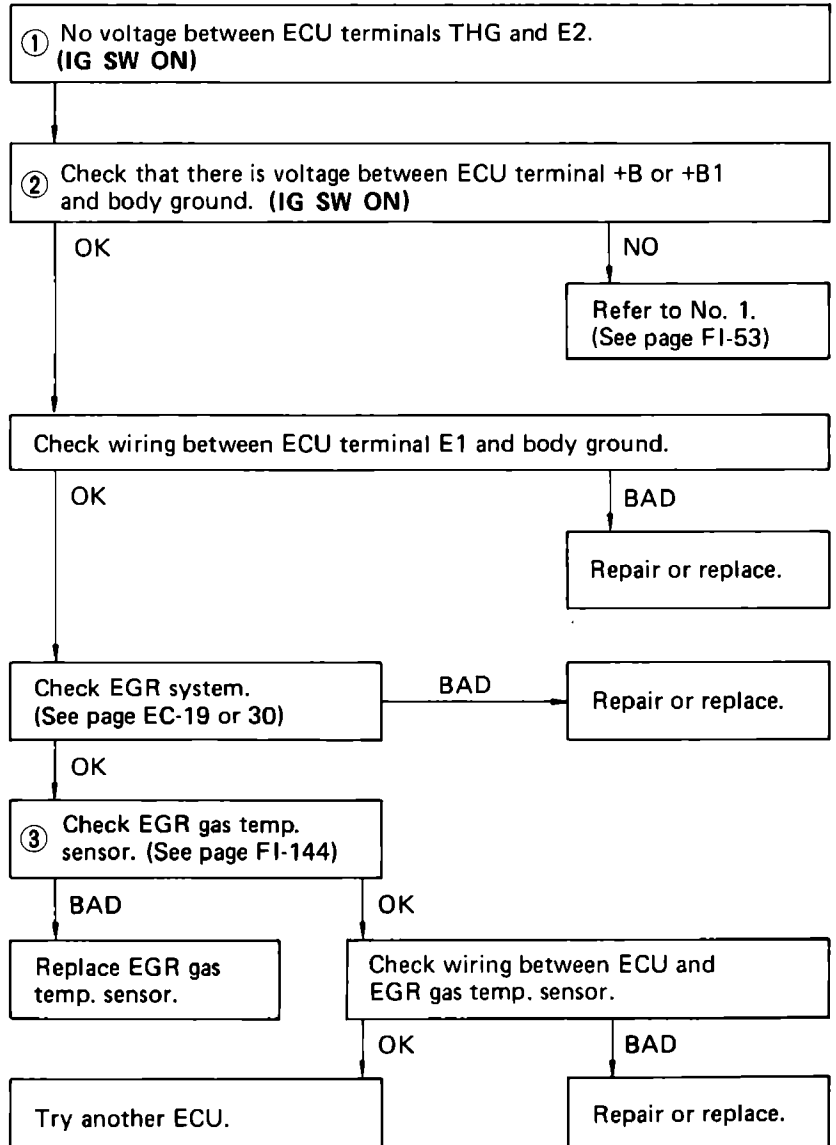 ① No voltage between ECU terminals THG and E2.
(IG SW ON)
② Check that there is voltage between ECU terminal +B or +B1
and body ground. (IG SW ON)
OK
NO
Refer to No. 1.
(See page FI-53)
Check wiring between ECU terminal E1 and body ground.
OK
BAD
Repair or replace.
Check EGR system.
(See page EC-19 or 30)
BAD
Repair or replace.
OK
③ Check EGR gas temp.
sensor. (See page FI-144)
BAD
OK
Replace EGR gas
temp. sensor.
Check wiring between ECU and
EGR gas temp. sensor.
OK
BAD
Try another ECU.
Repair or replace.